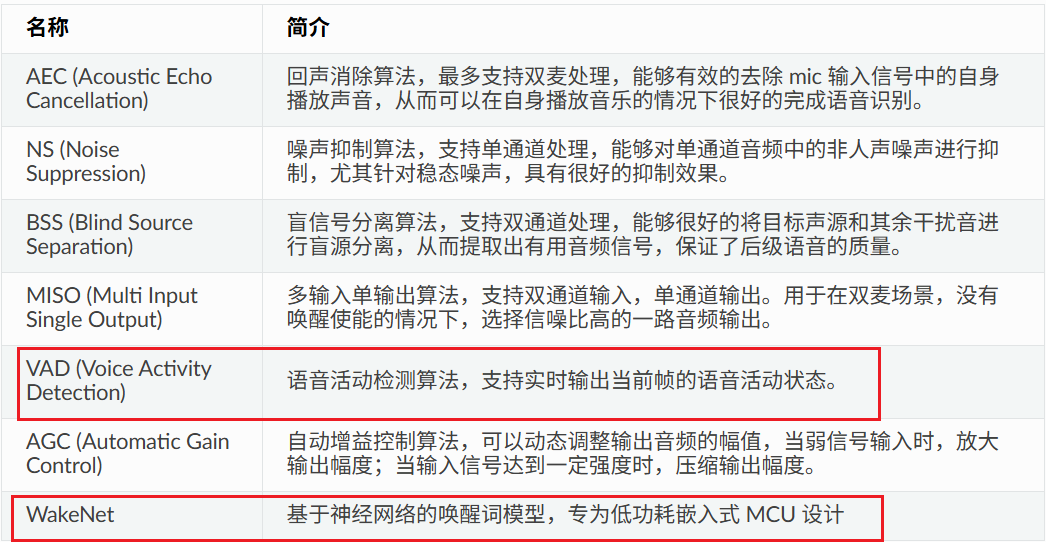 名称
简介
AEC (Acoustic Echo
Cancellation)
回声消除算法，最多支持双麦处理，能够有效的去除 mic 输入信号中的自身
播放声音，从而可以在自身播放音乐的情况下很好的完成语音识别。
NS (Noise
Suppression)
噪声抑制算法，支持单通道处理，能够对单通道音频中的非人声噪声进行抑
制，尤其针对稳态噪声，具有很好的抑制效果。
BSS (Blind Source
Separation)
盲信号分离算法，支持双通道处理，能够很好的将目标声源和其余干扰音进
行盲源分离，从而提取出有用音频信号，保证了后级语音的质量。
MISO (Multi Input
Single Output)
多输入单输出算法，支持双通道输入，单通道输出。用于在双麦场景，没有
唤醒使能的情况下，选择信噪比高的一路音频输出。
VAD (Voice Activity
Detection)
语音活动检测算法，支持实时输出当前帧的语音活动状态。
AGC (Automatic Gain
Control)
自动增益控制算法，可以动态调整输出音频的幅值，当弱信号输入时，放大
输出幅度；当输入信号达到一定强度时，压缩输出幅度。
WakeNet
基于神经网络的唤醒词模型，专为低功耗嵌入式 MCU 设计